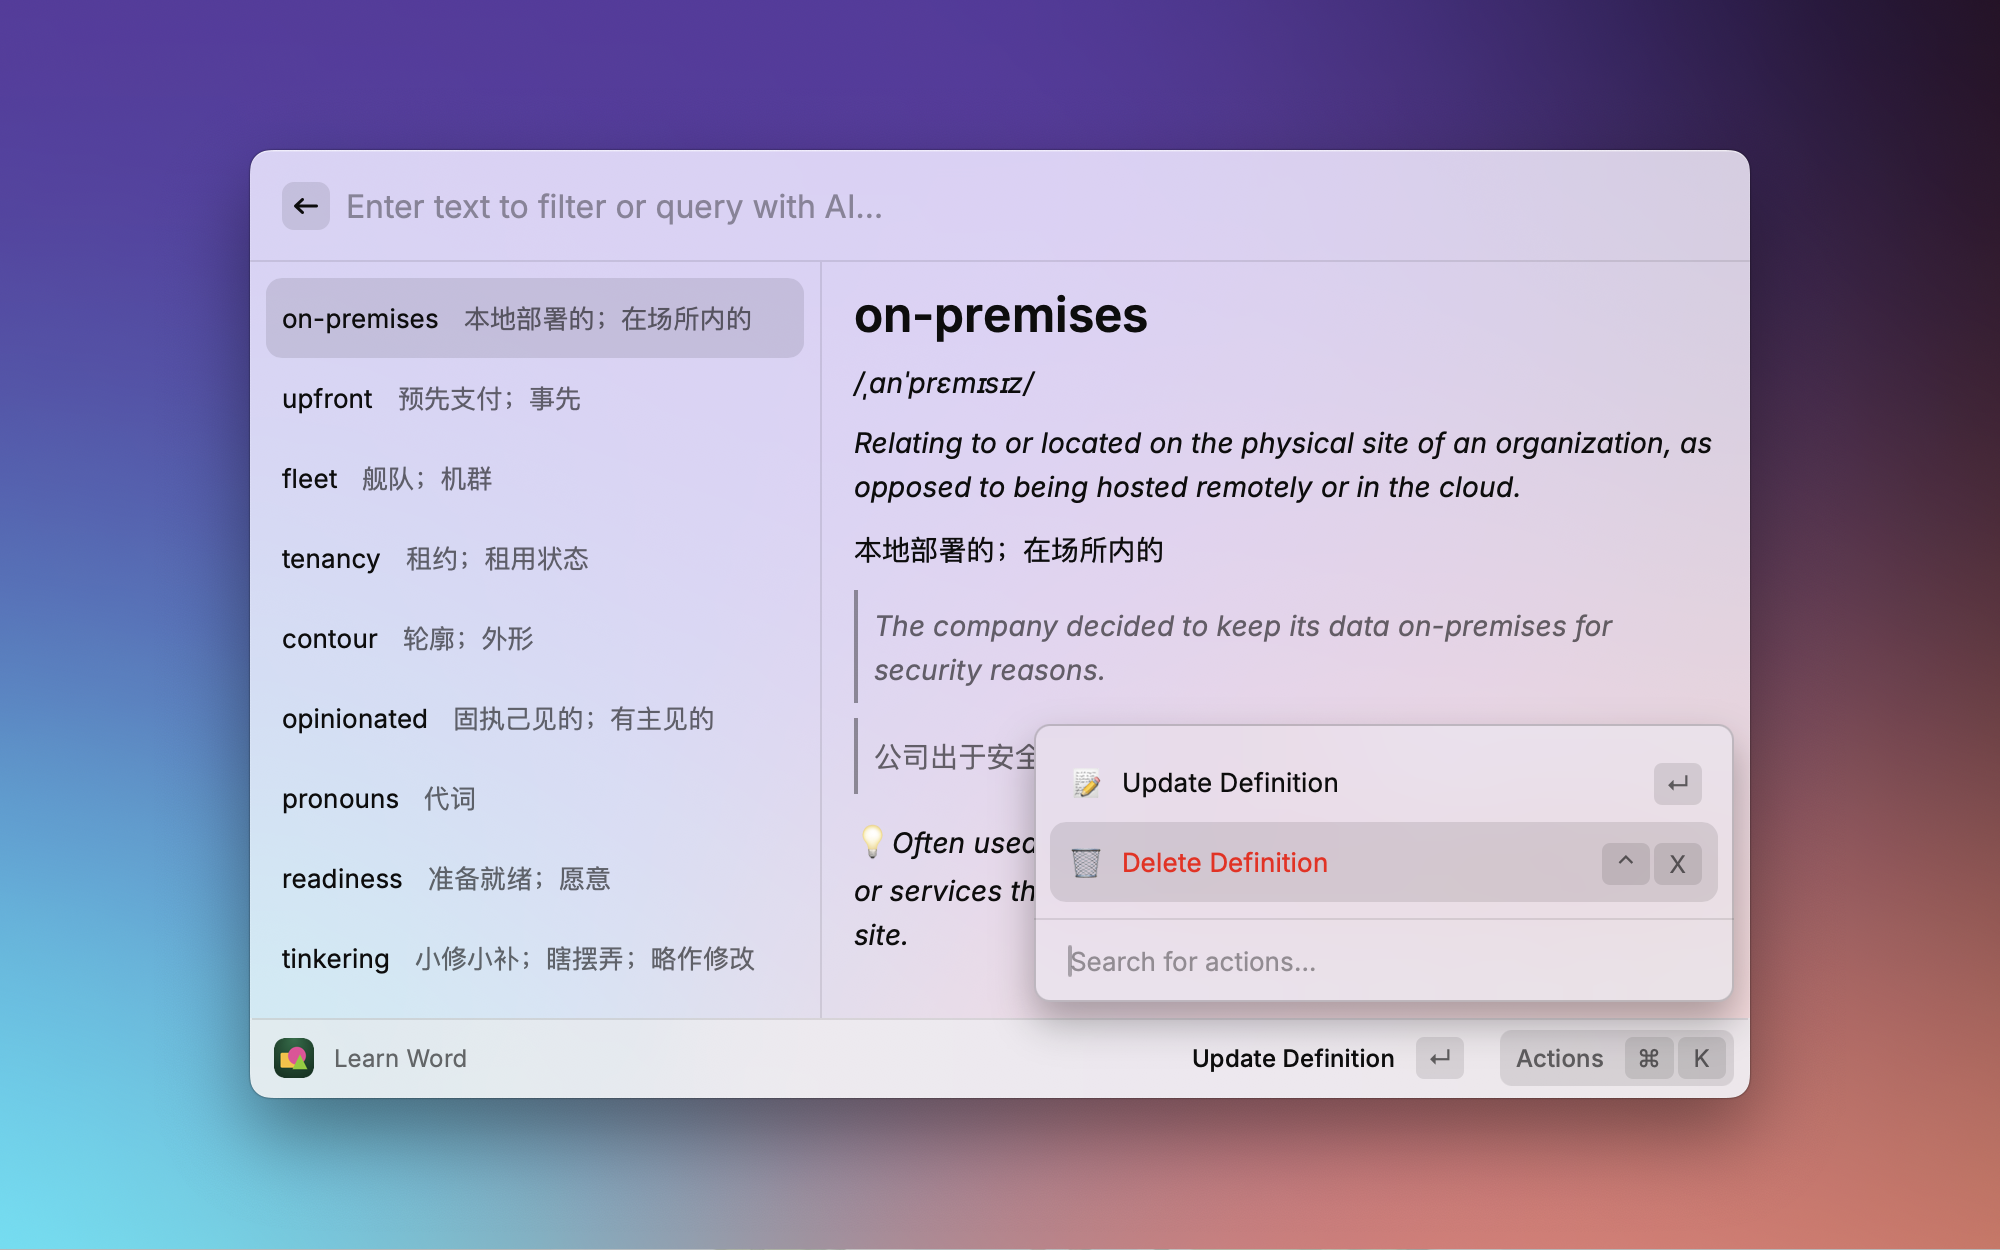 Enter text to filter or query with AI...
on-premises 本地部署的；在场所内的
upfront 预先支付；事先
fleet 舰队；机群
tenancy 租约；租用状态
contour 轮廓；外形
opinionated 固执己见的；有主见的
pronouns 代词
readiness 准备就绪；愿意
tinkering 小修小补；瞎摆弄；略作修改
on-premises
/ˌɑnˈprɛmɪsɪz/
Relating to or located on the physical site of an organization, as
opposed to being hosted remotely or in the cloud.
本地部署的；在场所内的
The company decided to keep its data on-premises for
security reasons.
公司出于安全
💡 Often used
or services th
site.
📝 Update Definition ↵
🗑️ Delete Definition ^ X
Search for actions...
Learn Word
Update Definition ↵ Actions ⌘ K